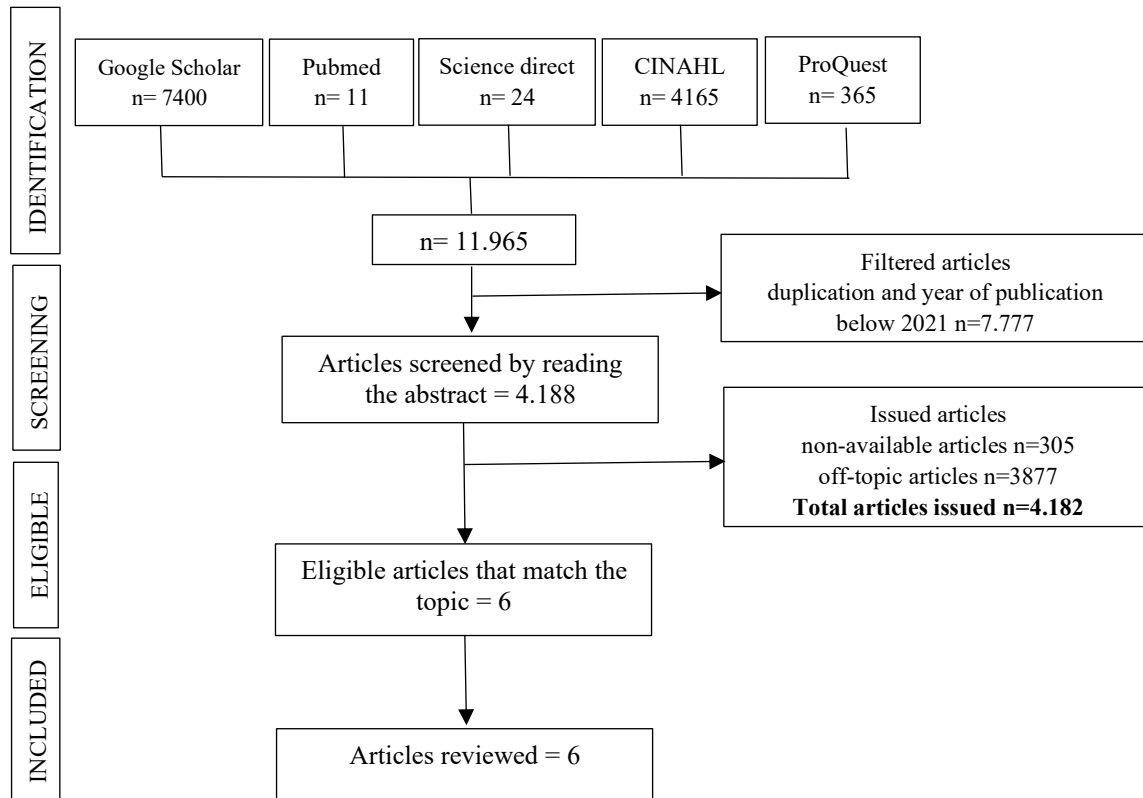 IDENTIFICATION
Google Scholar
n= 7400
Pubmed
n= 11
Science direct
n= 24
CINAHL
n= 4165
ProQuest
n= 365
n= 11.965
Filtered articles
duplication and year of publication
below 2021 n=7.777
SCREENING
Articles screened by reading
the abstract = 4.188
Issued articles
non-available articles n=305
off-topic articles n=3877
Total articles issued n=4.182
ELIGIBLE
Eligible articles that match the
topic = 6
INCLUDED
Articles reviewed = 6